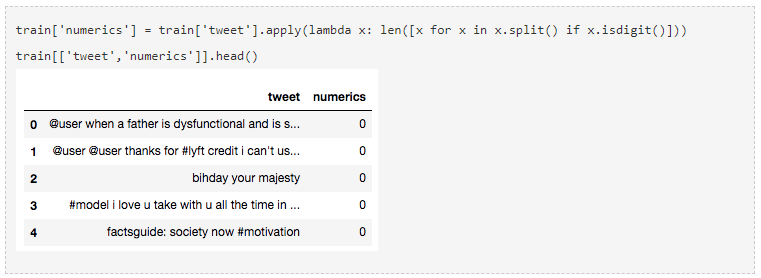 train['numerics'] = train['tweet'].apply(lambda x: len([x for x in x.split() if x.isdigit()]))
train[['tweet','numerics']].head()
tweet numerics
0 @user when a father is dysfunctional and is s... 0
1 @user @user thanks for #lyft credit i can't us... 0
2 bihday your majesty 0
3 #model i love u take with u all the time in ... 0
4 factsguide: society now #motivation 0